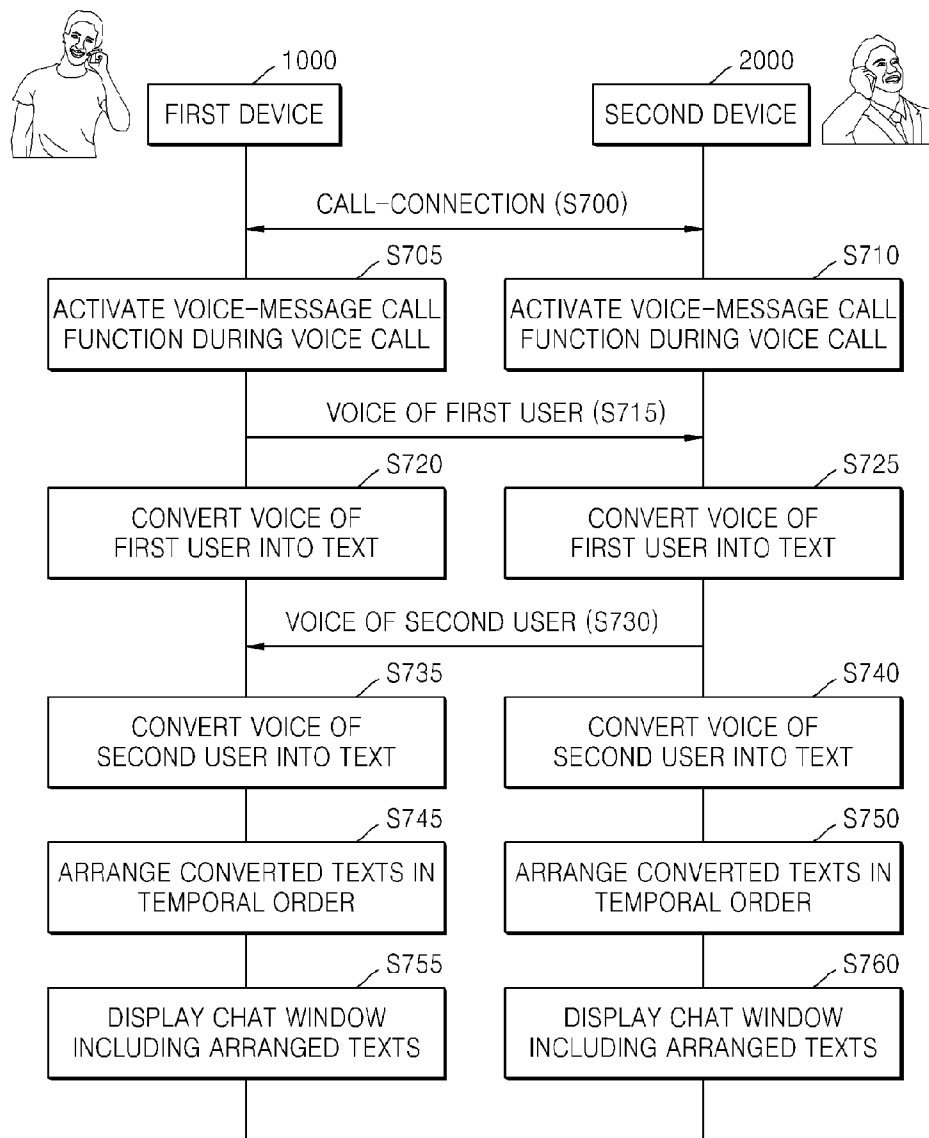 1000
2000
FIRST DEVICE
SECOND DEVICE
CALL-CONNECTION (S700)
S705
S710
ACTIVATE VOICE-MESSAGE CALL
FUNCTION DURING VOICE CALL
ACTIVATE VOICE-MESSAGE CALL
FUNCTION DURING VOICE CALL
VOICE OF FIRST USER (S715)
S720
S725
CONVERT VOICE OF
FIRST USER INTO TEXT
CONVERT VOICE OF
FIRST USER INTO TEXT
VOICE OF SECOND USER (S730)
S735
S740
CONVERT VOICE OF
SECOND USER INTO TEXT
CONVERT VOICE OF
SECOND USER INTO TEXT
S745
S750
ARRANGE CONVERTED TEXTS IN
TEMPORAL ORDER
ARRANGE CONVERTED TEXTS IN
TEMPORAL ORDER
S755
S760
DISPLAY CHAT WINDOW
INCLUDING ARRANGED TEXTS
DISPLAY CHAT WINDOW
INCLUDING ARRANGED TEXTS